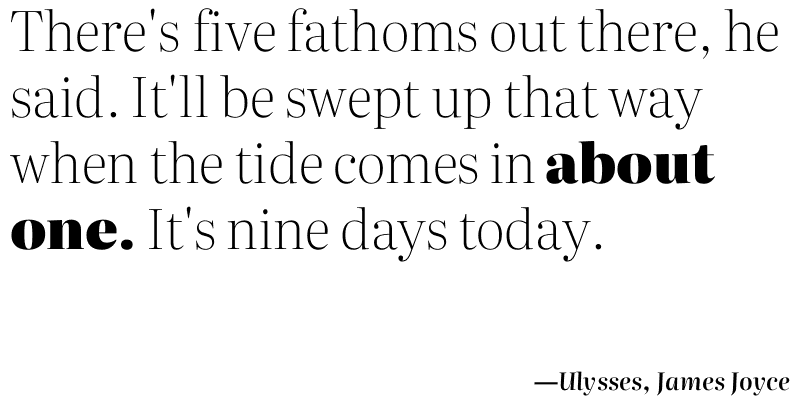 There's five fathoms out there, he
said. It'll be swept up that way
when the tide comes in about
one. It's nine days today.
—Ulysses, James Joyce